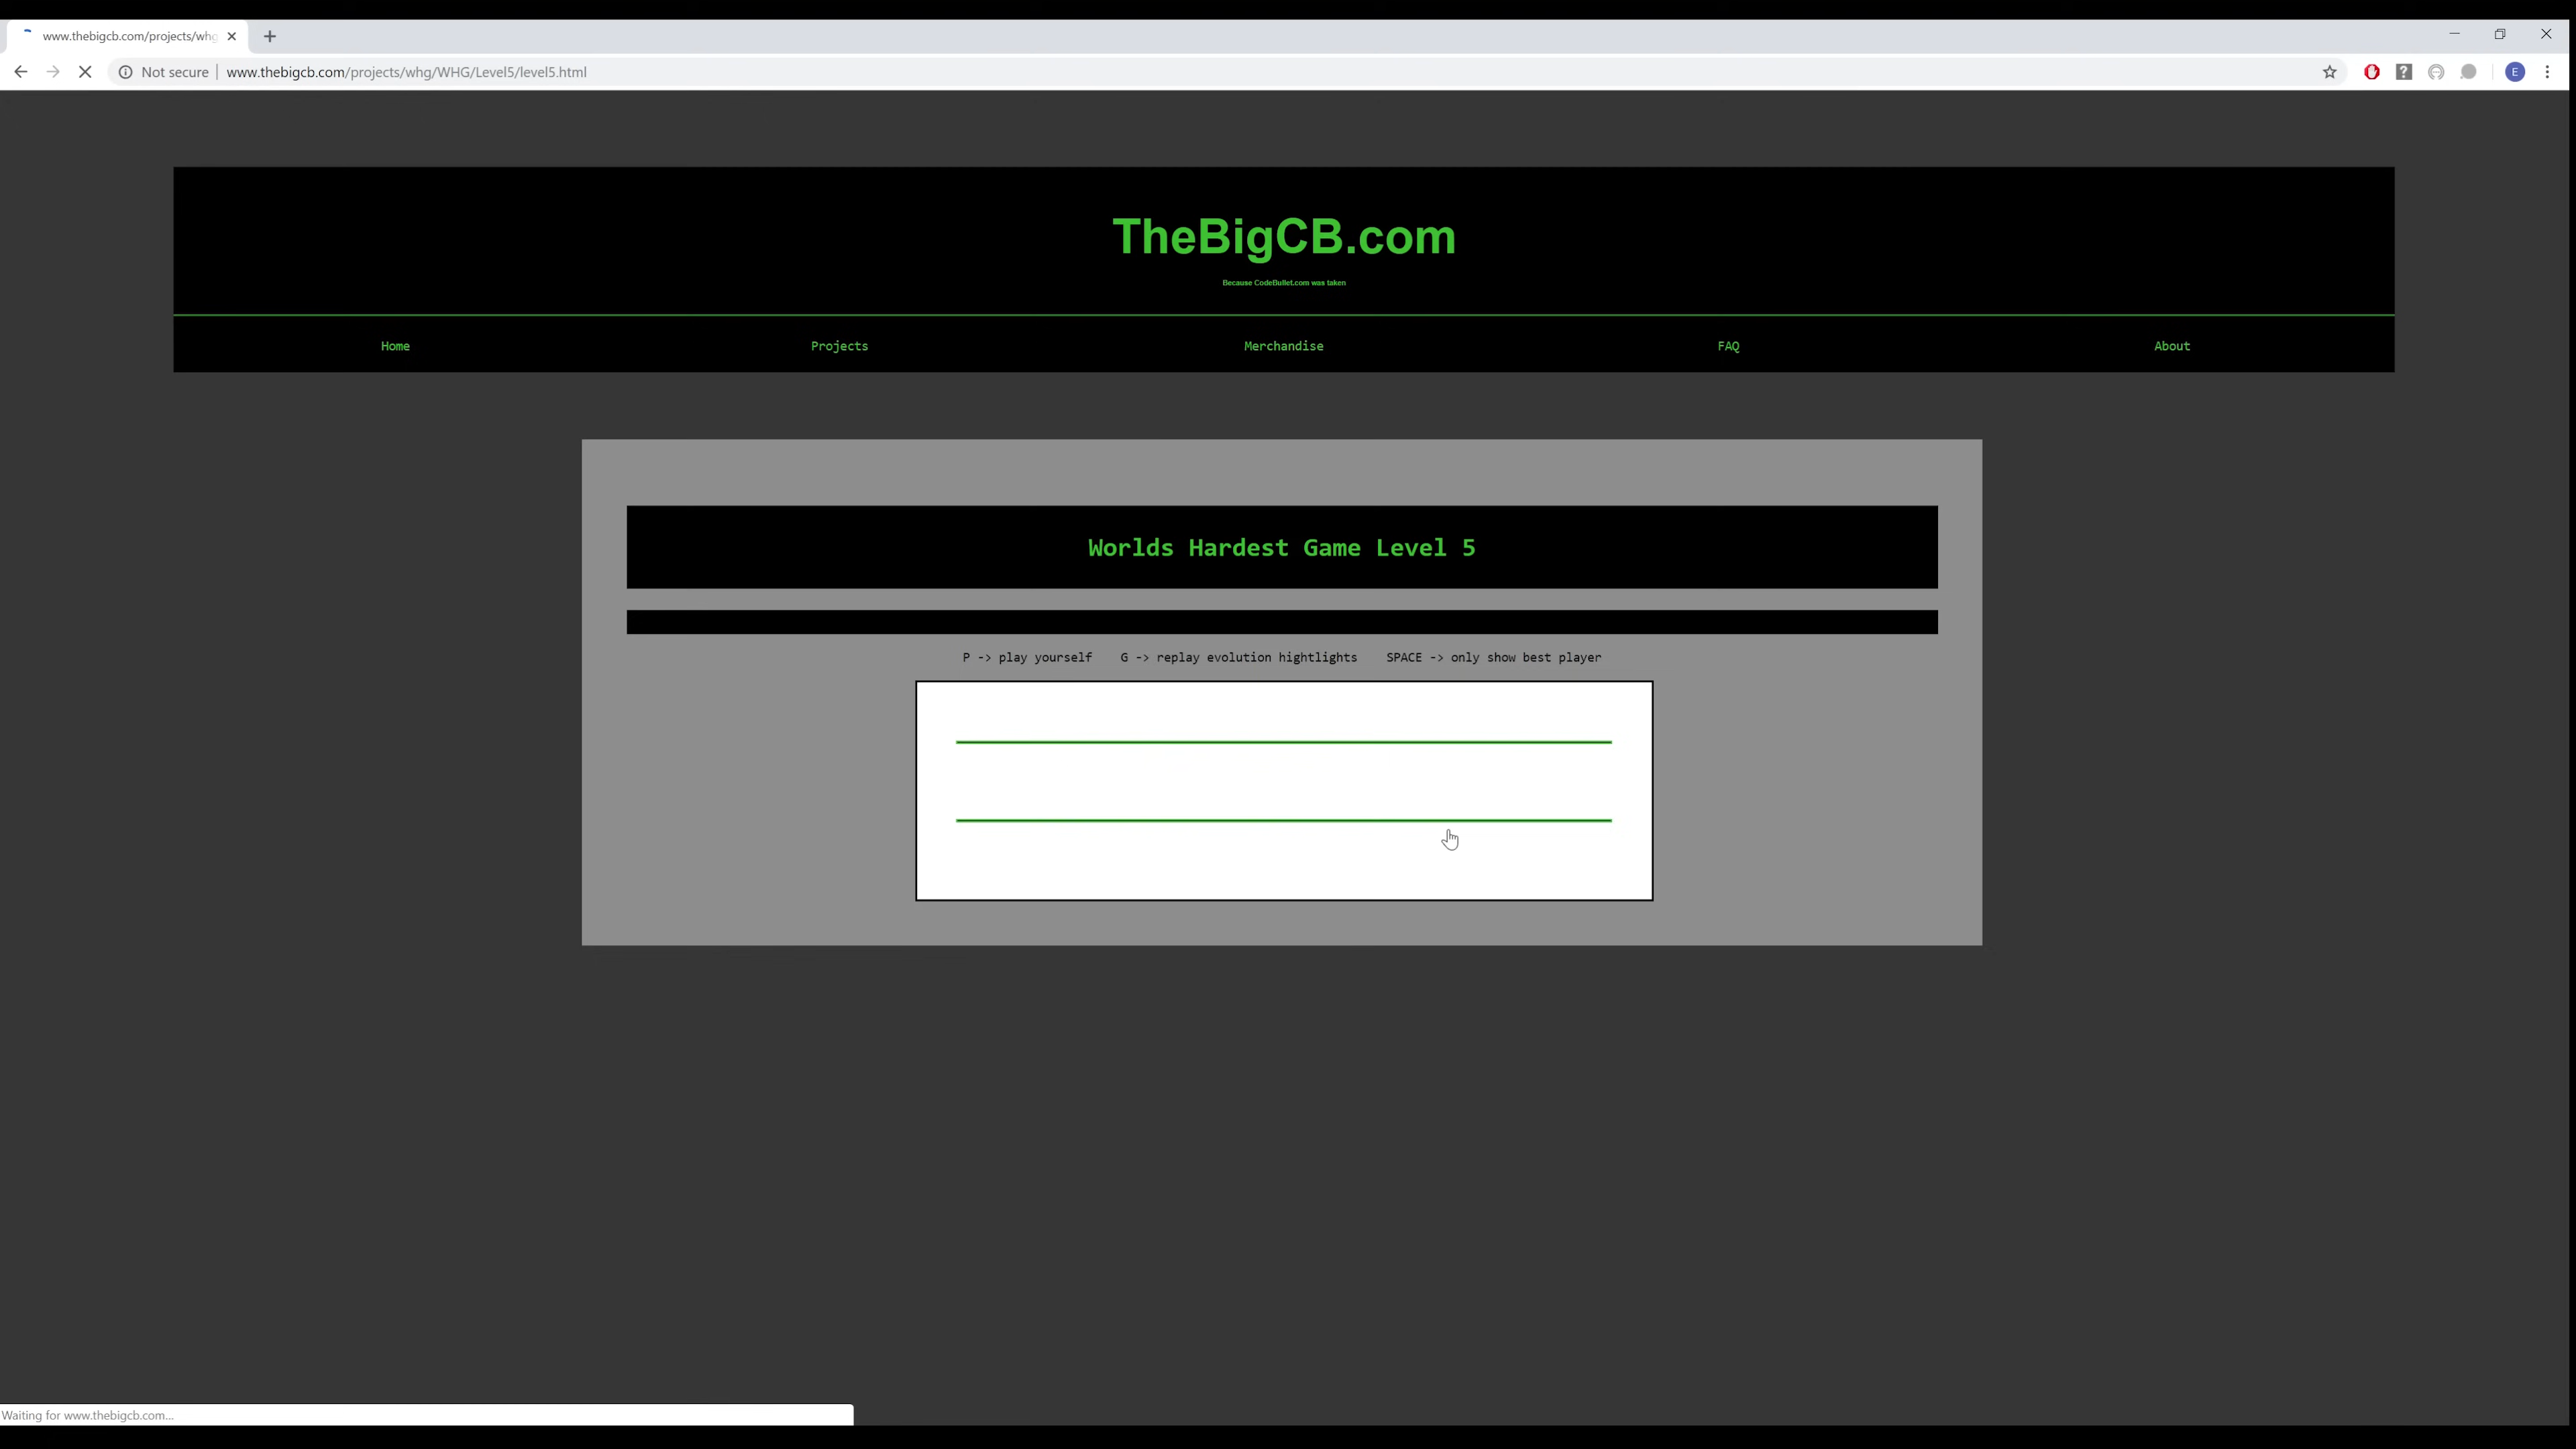 www.thebigcb.com/projects/whg
Not secure
www.thebigcb.com/projects/whg/WHG/Level5/level5.html
E
TheBigCB.com
Because CodeBullet.com was taken
Home Projects Merchandise FAQ About
Worlds Hardest Game Level 5
P -> play yourself G -> replay evolution hightlights SPACE -> only show best player
Waiting for www.thebigcb.com...